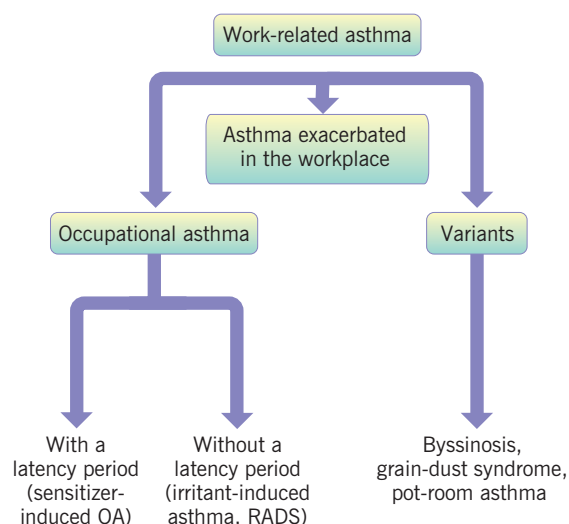 Work-related asthma
Asthma exacerbated
in the workplace
Occupational asthma
Variants
With a
latency period
(sensitizer-
induced OA)
Without a
latency period
(irritant-induced
asthma, RADS)
Byssinosis,
grain-dust syndrome,
pot-room asthma